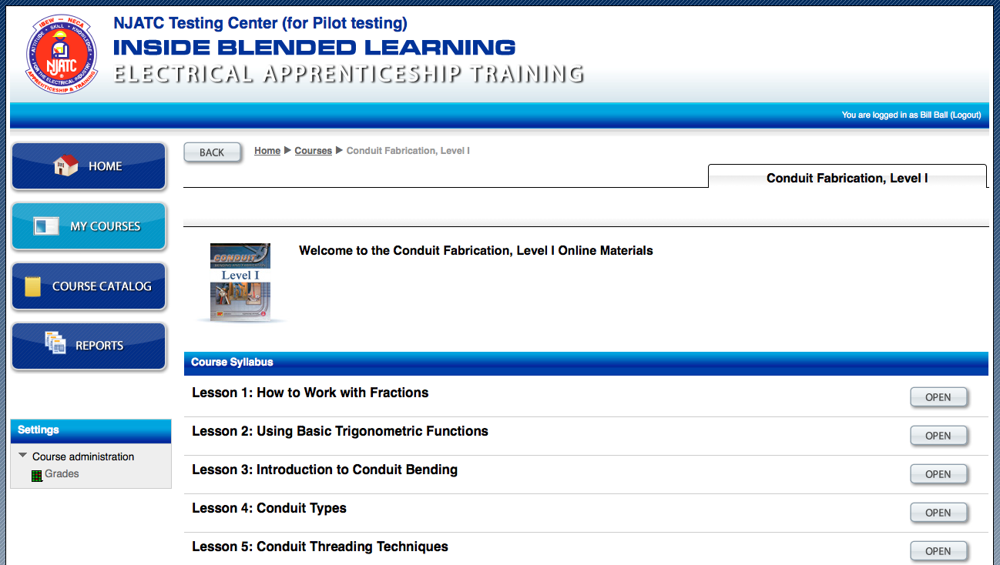 IBEW – NECA
ATTITUDE • SKILL • KNOWLEDGE
NJATC
FOR THE ELECTRICAL INDUSTRY
APPRENTICESHIP & TRAINING
NJATC Testing Center (for Pilot testing)
INSIDE BLENDED LEARNING
ELECTRICAL APPRENTICESHIP TRAINING
You are logged in as Bill Ball (Logout)
HOME
MY COURSES
COURSE CATALOG
REPORTS
Settings
Course administration
Grades
BACK
Home ▶ Courses ▶ Conduit Fabrication, Level I
Conduit Fabrication, Level I
CONDUIT
BENDING AND FABRICATION
Level I
Welcome to the Conduit Fabrication, Level I Online Materials
Course Syllabus
Lesson 1: How to Work with Fractions OPEN
Lesson 2: Using Basic Trigonometric Functions OPEN
Lesson 3: Introduction to Conduit Bending OPEN
Lesson 4: Conduit Types OPEN
Lesson 5: Conduit Threading Techniques OPEN